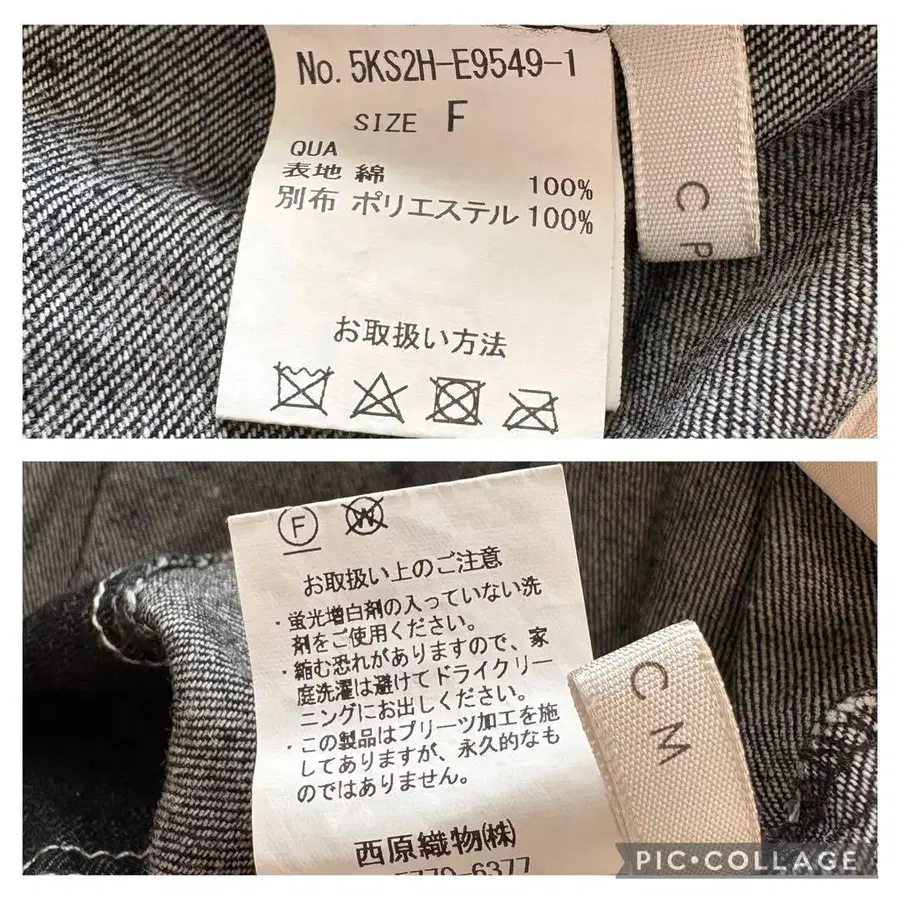 No. 5KS2H-E9549-1
SIZE F
QUA
表地 綿 100%
別布 ポリエステル 100%
お取扱い方法
C P
F W
お取扱い上のご注意
・蛍光増白剤の入っていない洗
剤をご使用ください。
・縮む恐れがありますので、家
庭洗濯は避けてドライクリー
ニングにお出しください。
・この製品はプリーツ加工を施
してありますが、永久的なも
のではありません。
西原織物㈱
5770-6377
C M
PIC•COLLAGE